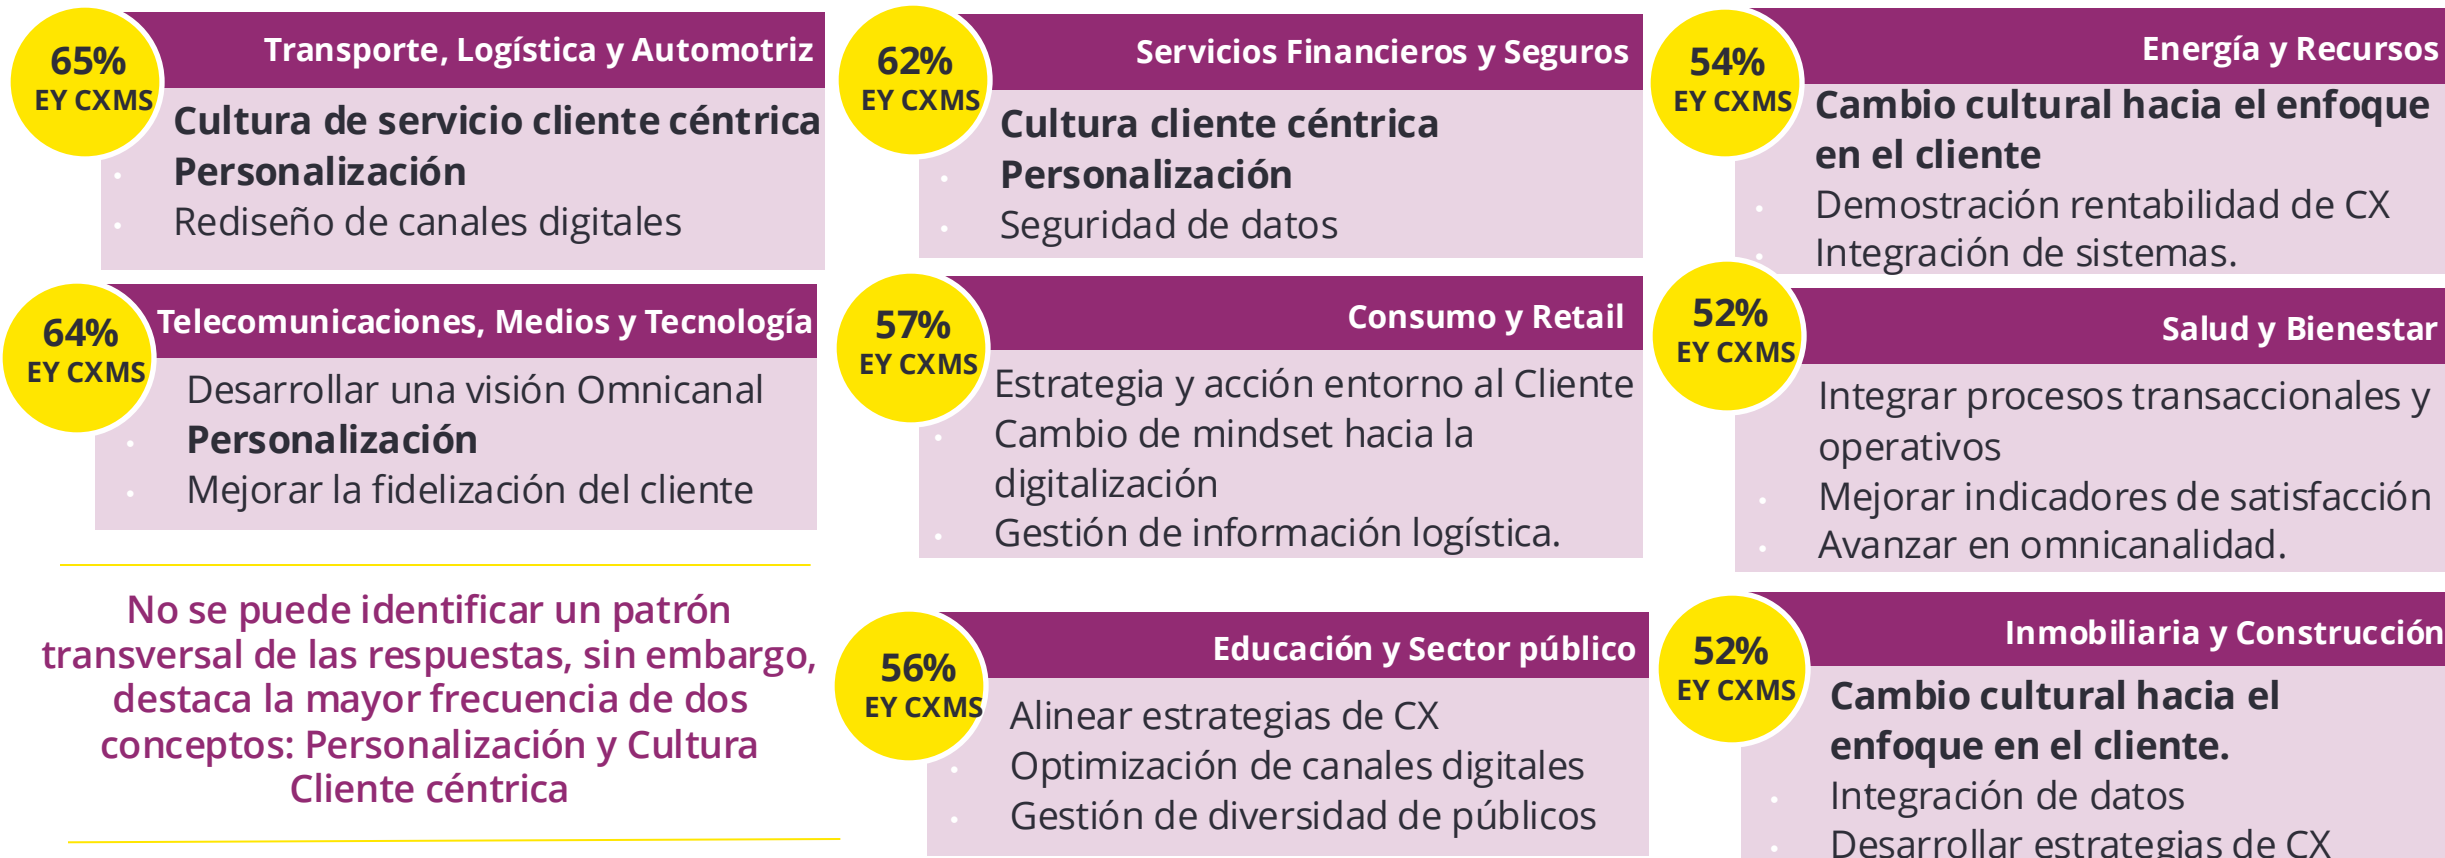 65%
EY CXMS
Transporte, Logística y Automotriz
Cultura de servicio cliente céntrica
Personalización
Rediseño de canales digitales
62%
EY CXMS
Servicios Financieros y Seguros
Cultura cliente céntrica
Personalización
Seguridad de datos
54%
EY CXMS
Energía y Recursos
Cambio cultural hacia el enfoque
en el cliente
Demostración rentabilidad de CX
Integración de sistemas.
64%
EY CXMS
Telecomunicaciones, Medios y Tecnología
Desarrollar una visión Omnicanal
Personalización
Mejorar la fidelización del cliente
57%
EY CXMS
Consumo y Retail
Estrategia y acción entorno al Cliente
Cambio de mindset hacia la
digitalización
Gestión de información logística.
52%
EY CXMS
Salud y Bienestar
Integrar procesos transaccionales y
operativos
Mejorar indicadores de satisfacción
Avanzar en omnicanalidad.
No se puede identificar un patrón
transversal de las respuestas, sin embargo,
destaca la mayor frecuencia de dos
conceptos: Personalización y Cultura
Cliente céntrica
56%
EY CXMS
Educación y Sector público
Alinear estrategias de CX
Optimización de canales digitales
Gestión de diversidad de públicos
52%
EY CXMS
Inmobiliaria y Construcción
Cambio cultural hacia el
enfoque en el cliente.
Integración de datos
Desarrollar estrategias de CX